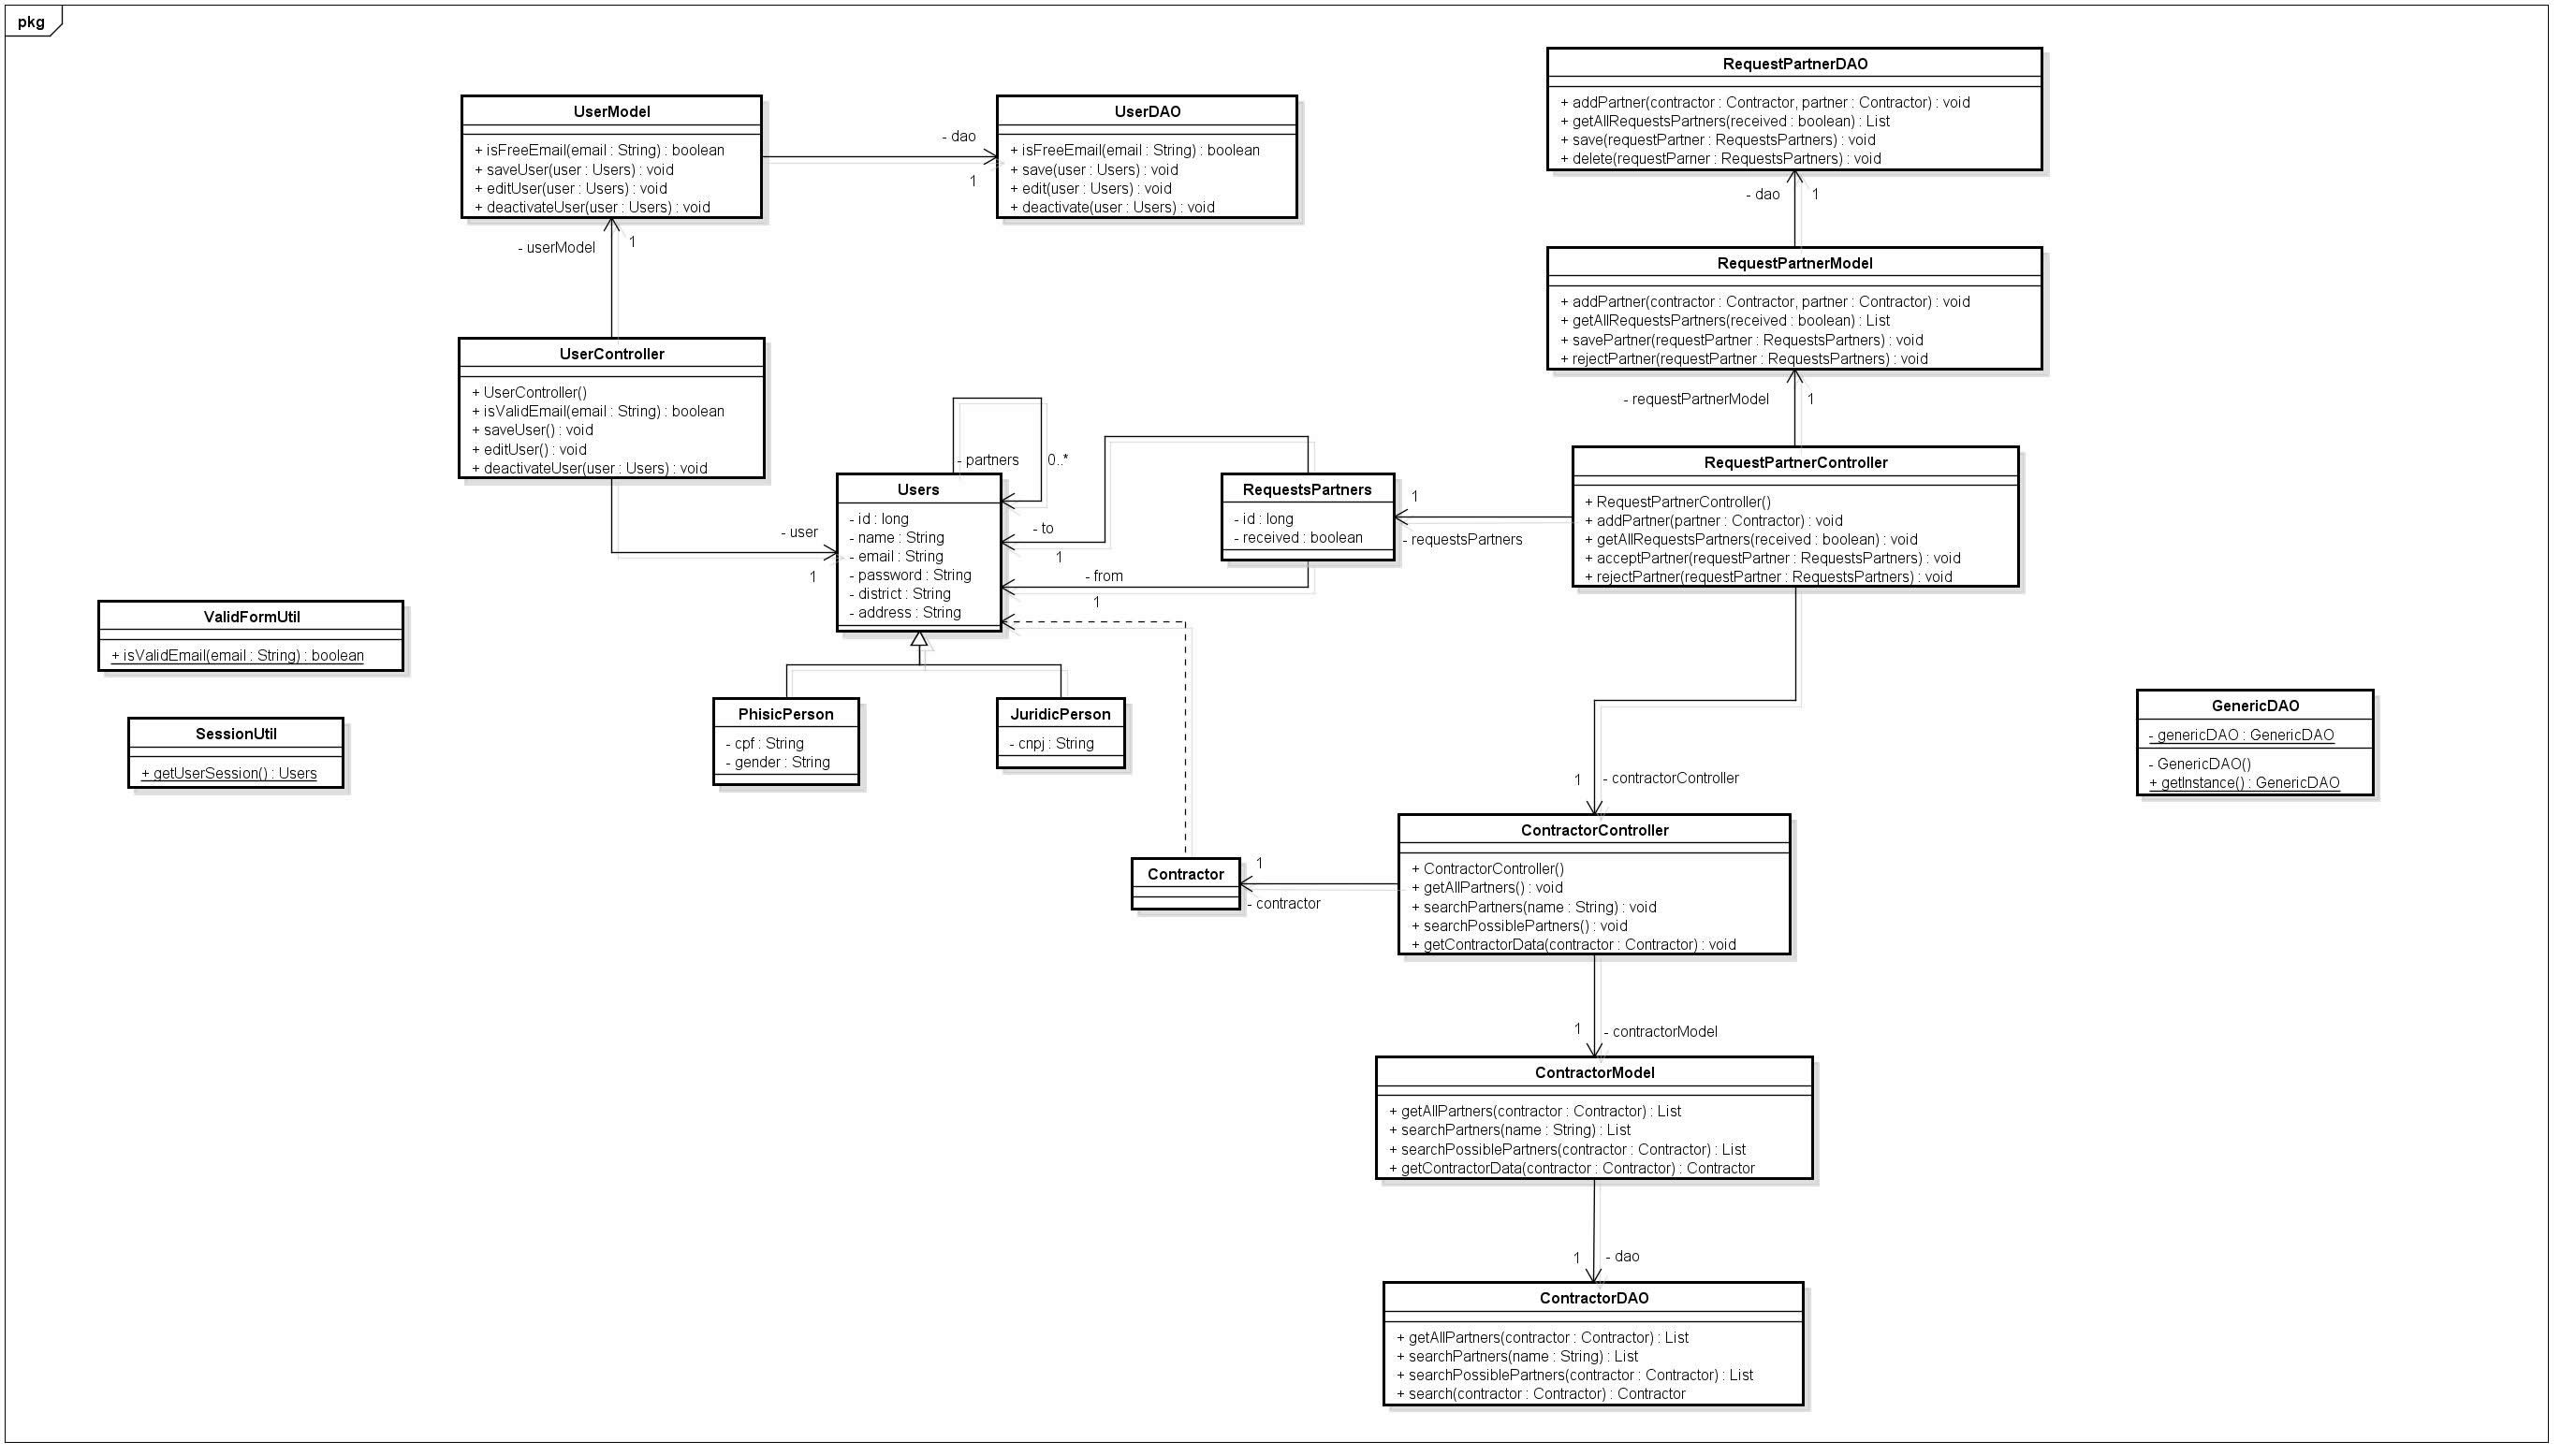 pkg
RequestPartnerDAO
+ addPartner(contractor : Contractor, partner : Contractor) : void
+ getAllRequestsPartners(received : boolean) : List
+ save(requestPartner : RequestsPartners) : void
+ delete(requestParner : RequestsPartners) : void
- dao
1
UserModel
+ isFreeEmail(email : String) : boolean
+ saveUser(user : Users) : void
+ editUser(user : Users) : void
+ deactivateUser(user : Users) : void
- dao
1
UserDAO
+ isFreeEmail(email : String) : boolean
+ save(user : Users) : void
+ edit(user : Users) : void
+ deactivate(user : Users) : void
- userModel
1
RequestPartnerModel
+ addPartner(contractor : Contractor, partner : Contractor) : void
+ getAllRequestsPartners(received : boolean) : List
+ savePartner(requestPartner : RequestsPartners) : void
+ rejectPartner(requestPartner : RequestsPartners) : void
- requestPartnerModel
1
UserController
+ UserController()
+ isValidEmail(email : String) : boolean
+ saveUser() : void
+ editUser() : void
+ deactivateUser(user : Users) : void
- user
1
- partners
0..*
Users
- id : long
- name : String
- email : String
- password : String
- district : String
- address : String
- to
1
- from
1
RequestsPartners
- id : long
- received : boolean
1
- requestsPartners
RequestPartnerController
+ RequestPartnerController()
+ addPartner(partner : Contractor) : void
+ getAllRequestsPartners(received : boolean) : void
+ acceptPartner(requestPartner : RequestsPartners) : void
+ rejectPartner(requestPartner : RequestsPartners) : void
ValidFormUtil
+ isValidEmail(email : String) : boolean
SessionUtil
+ getUserSession() : Users
PhisicPerson
- cpf : String
- gender : String
JuridicPerson
- cnpj : String
GenericDAO
- genericDAO : GenericDAO
- GenericDAO()
+ getInstance() : GenericDAO
1
- contractorController
Contractor
1
- contractor
ContractorController
+ ContractorController()
+ getAllPartners() : void
+ searchPartners(name : String) : void
+ searchPossiblePartners() : void
+ getContractorData(contractor : Contractor) : void
1
- contractorModel
ContractorModel
+ getAllPartners(contractor : Contractor) : List
+ searchPartners(name : String) : List
+ searchPossiblePartners(contractor : Contractor) : List
+ getContractorData(contractor : Contractor) : Contractor
1
- dao
ContractorDAO
+ getAllPartners(contractor : Contractor) : List
+ searchPartners(name : String) : List
+ searchPossiblePartners(contractor : Contractor) : List
+ search(contractor : Contractor) : Contractor